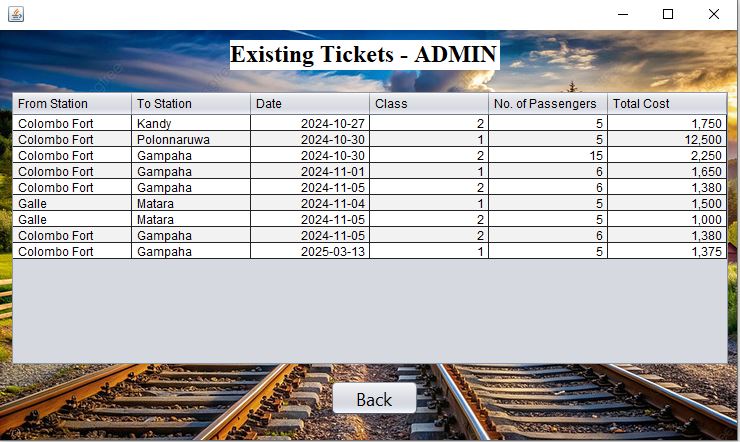 Existing Tickets - ADMIN
From Station To Station Date Class No. of Passengers Total Cost
Colombo Fort Kandy 2024-10-27 2 5 1,750
Colombo Fort Polonnaruwa 2024-10-30 1 5 12,500
Colombo Fort Gampaha 2024-10-30 2 15 2,250
Colombo Fort Gampaha 2024-11-01 1 6 1,650
Colombo Fort Gampaha 2024-11-05 2 6 1,380
Galle Matara 2024-11-04 1 5 1,500
Galle Matara 2024-11-05 2 5 1,000
Colombo Fort Gampaha 2024-11-05 2 6 1,380
Colombo Fort Gampaha 2025-03-13 1 5 1,375
Back